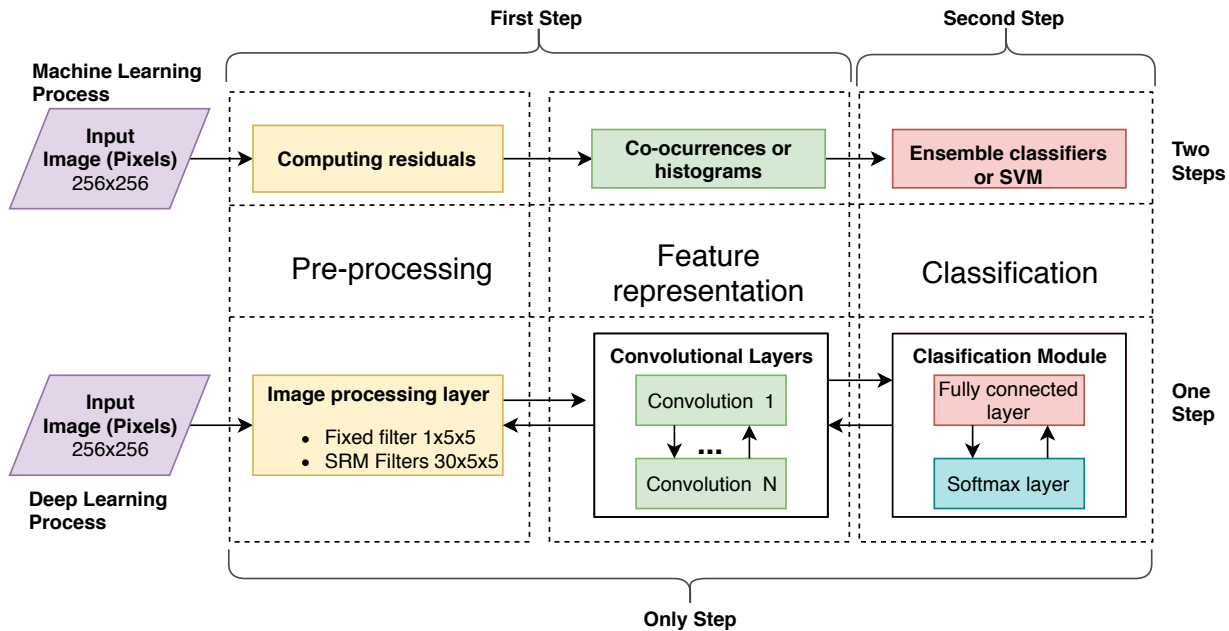 First Step
Second Step
Machine Learning
Process
Input
Image (Pixels)
256x256
Computing residuals
Co-ocurrences or
histograms
Ensemble classifiers
or SVM
Two
Steps
Pre-processing
Feature
representation
Classification
Input
Image (Pixels)
256x256
Deep Learning
Process
Image processing layer
• Fixed filter 1x5x5
• SRM Filters 30x5x5
Convolutional Layers
Convolution 1
...
Convolution N
Clasification Module
Fully connected
layer
Softmax layer
One
Step
Only Step